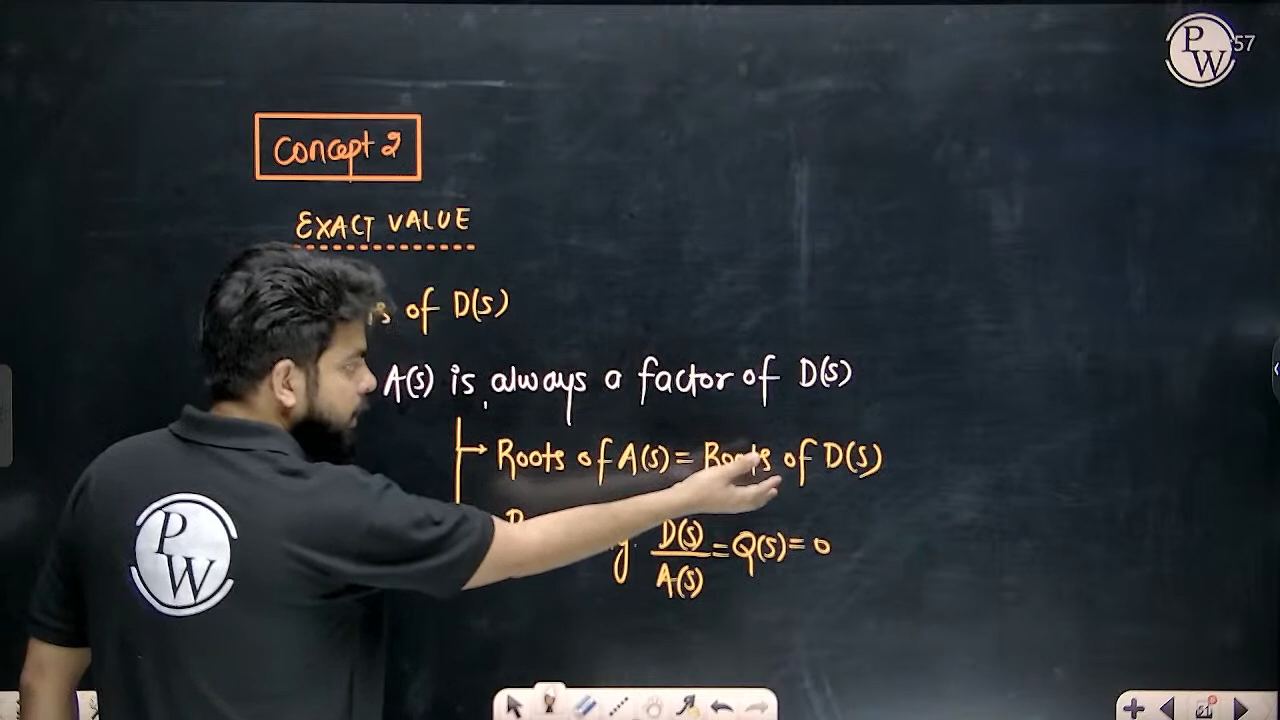 PW
57
Concept 2
EXACT VALUE
of D(s)
A(s) is always a factor of D(s)
Roots of A(s) = Roots of D(s)
D(s)/A(s) = Q(s) = 0
PW